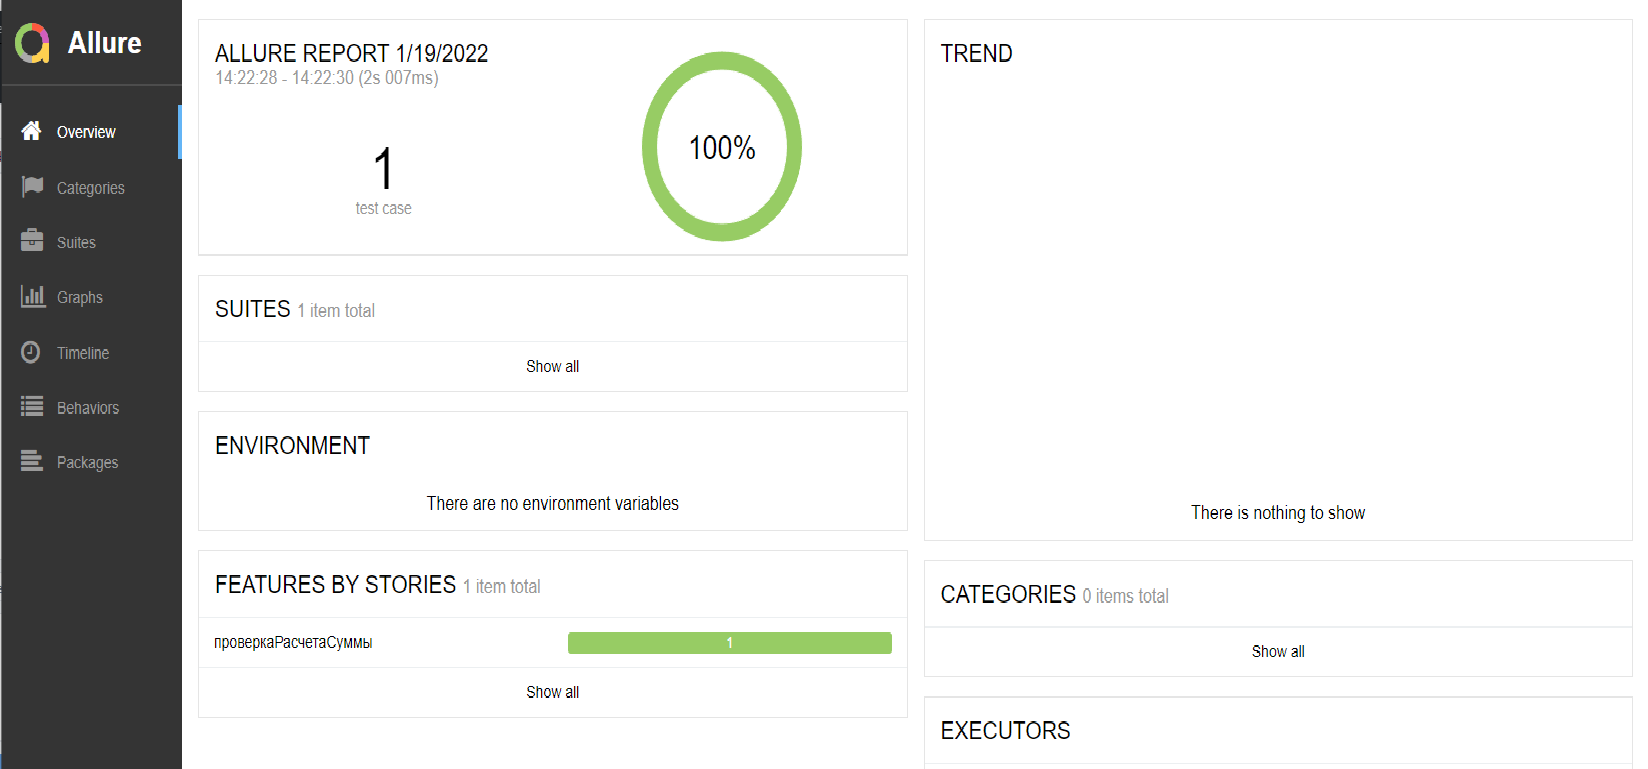 Allure
Overview
Categories
Suites
Graphs
Timeline
Behaviors
Packages
ALLURE REPORT 1/19/2022
14:22:28 - 14:22:30 (2s 007ms)
1
test case
100%
SUITES 1 item total
Show all
ENVIRONMENT
There are no environment variables
FEATURES BY STORIES 1 item total
проверкаРасчетаСуммы 1
Show all
TREND
There is nothing to show
CATEGORIES 0 items total
Show all
EXECUTORS